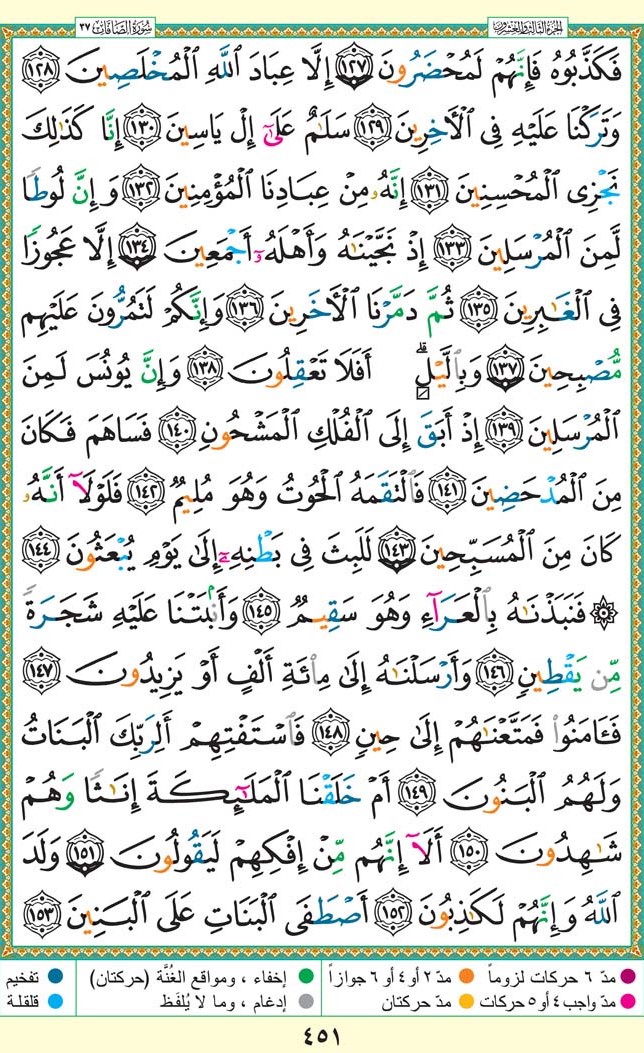 الجزء الثالث والعشرون
سورة الصافات ٣٧
فَكَذَّبُوهُ فَإِنَّهُمْ لَمُحْضَرُونَ ١٢٧ إِلَّا عِبَادَ ٱللَّهِ ٱلْمُخْلَصِينَ ١٢٨
وَتَرَكْنَا عَلَيْهِ فِى ٱلْأَخِرِينَ ١٢٩ سَلَٰمٌ عَلَىٰٓ إِلْ يَاسِينَ ١٣٠ إِنَّا كَذَٰلِكَ
نَجْزِى ٱلْمُحْسِنِينَ ١٣١ إِنَّهُۥ مِنْ عِبَادِنَا ٱلْمُؤْمِنِينَ ١٣٢ وَإِنَّ لُوطًا
لَّمِنَ ٱلْمُرْسَلِينَ ١٣٣ إِذْ نَجَّيْنَٰهُ وَأَهْلَهُۥٓ أَجْمَعِينَ ١٣٤ إِلَّا عَجُوزًا
فِى ٱلْغَٰبِرِينَ ١٣٥ ثُمَّ دَمَّرْنَا ٱلْأَخَرِينَ ١٣٦ وَإِنَّكُمْ لَتَمُرُّونَ عَلَيْهِم
مُّصْبِحِينَ ١٣٧ وَبِٱلَّيْلِ ۗ أَفَلَا تَعْقِلُونَ ١٣٨ وَإِنَّ يُونُسَ لَمِنَ
ٱلْمُرْسَلِينَ ١٣٩ إِذْ أَبَقَ إِلَى ٱلْفُلْكِ ٱلْمَشْحُونِ ١٤٠ فَسَاهَمَ فَكَانَ
مِنَ ٱلْمُدْحَضِينَ ١٤١ فَٱلْتَقَمَهُ ٱلْحُوتُ وَهُوَ مُلِيمٌ ١٤٢ فَلَوْلَآ أَنَّهُۥ
كَانَ مِنَ ٱلْمُسَبِّحِينَ ١٤٣ لَلَبِثَ فِى بَطْنِهِۦٓ إِلَىٰ يَوْمِ يُبْعَثُونَ ١٤٤
۞ فَنَبَذْنَٰهُ بِٱلْعَرَآءِ وَهُوَ سَقِيمٌ ١٤٥ وَأَنۢبَتْنَا عَلَيْهِ شَجَرَةً
مِّن يَقْطِينٍ ١٤٦ وَأَرْسَلْنَٰهُ إِلَىٰ مِا۟ئَةِ أَلْفٍ أَوْ يَزِيدُونَ ١٤٧
فَـَٔامَنُوا۟ فَمَتَّعْنَٰهُمْ إِلَىٰ حِينٍ ١٤٨ فَٱسْتَفْتِهِمْ أَلِرَبِّكَ ٱلْبَنَاتُ
وَلَهُمُ ٱلْبَنُونَ ١٤٩ أَمْ خَلَقْنَا ٱلْمَلَٰٓئِكَةَ إِنَٰثًا وَهُمْ
شَٰهِدُونَ ١٥٠ أَلَآ إِنَّهُم مِّنْ إِفْكِهِمْ لَيَقُولُونَ ١٥١ وَلَدَ
ٱللَّهُ وَإِنَّهُمْ لَكَٰذِبُونَ ١٥٢ أَصْطَفَى ٱلْبَنَاتِ عَلَى ٱلْبَنِينَ ١٥٣
مدّ ٦ حركات لزوماً
مدّ ٢ أو ٤ أو ٦ جوازاً
إخفاء ، ومواقع الغُنَّة (حركتان)
تفخيم
مدّ واجب ٤ أو ٥ حركات
مدّ حركتان
إدغام ، وما لا يُلفَظ
قلقلة
٤٥١